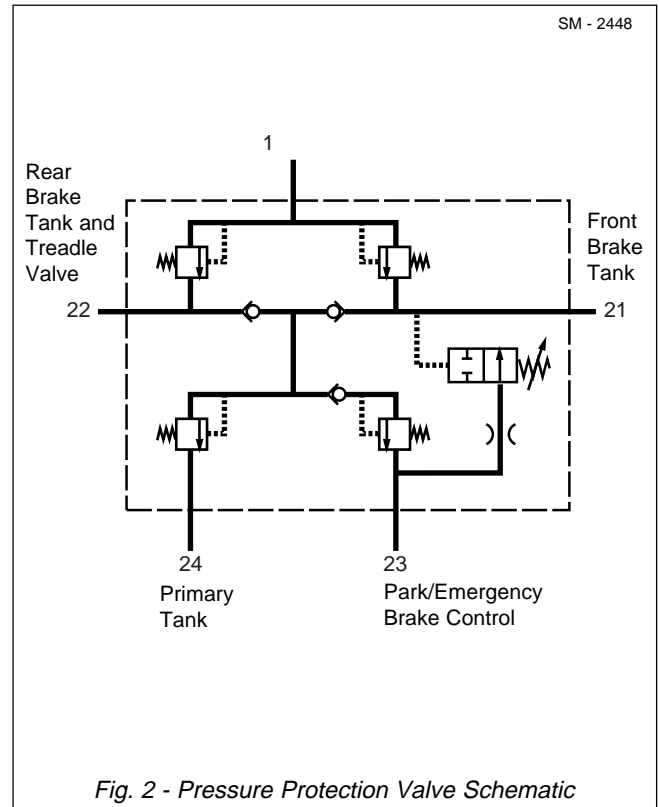 SM - 2448
1
Rear
Brake
Tank and
Treadle
Valve
Front
Brake
Tank
22
21
24
23
Primary
Tank
Park/Emergency
Brake Control
Fig. 2 - Pressure Protection Valve Schematic